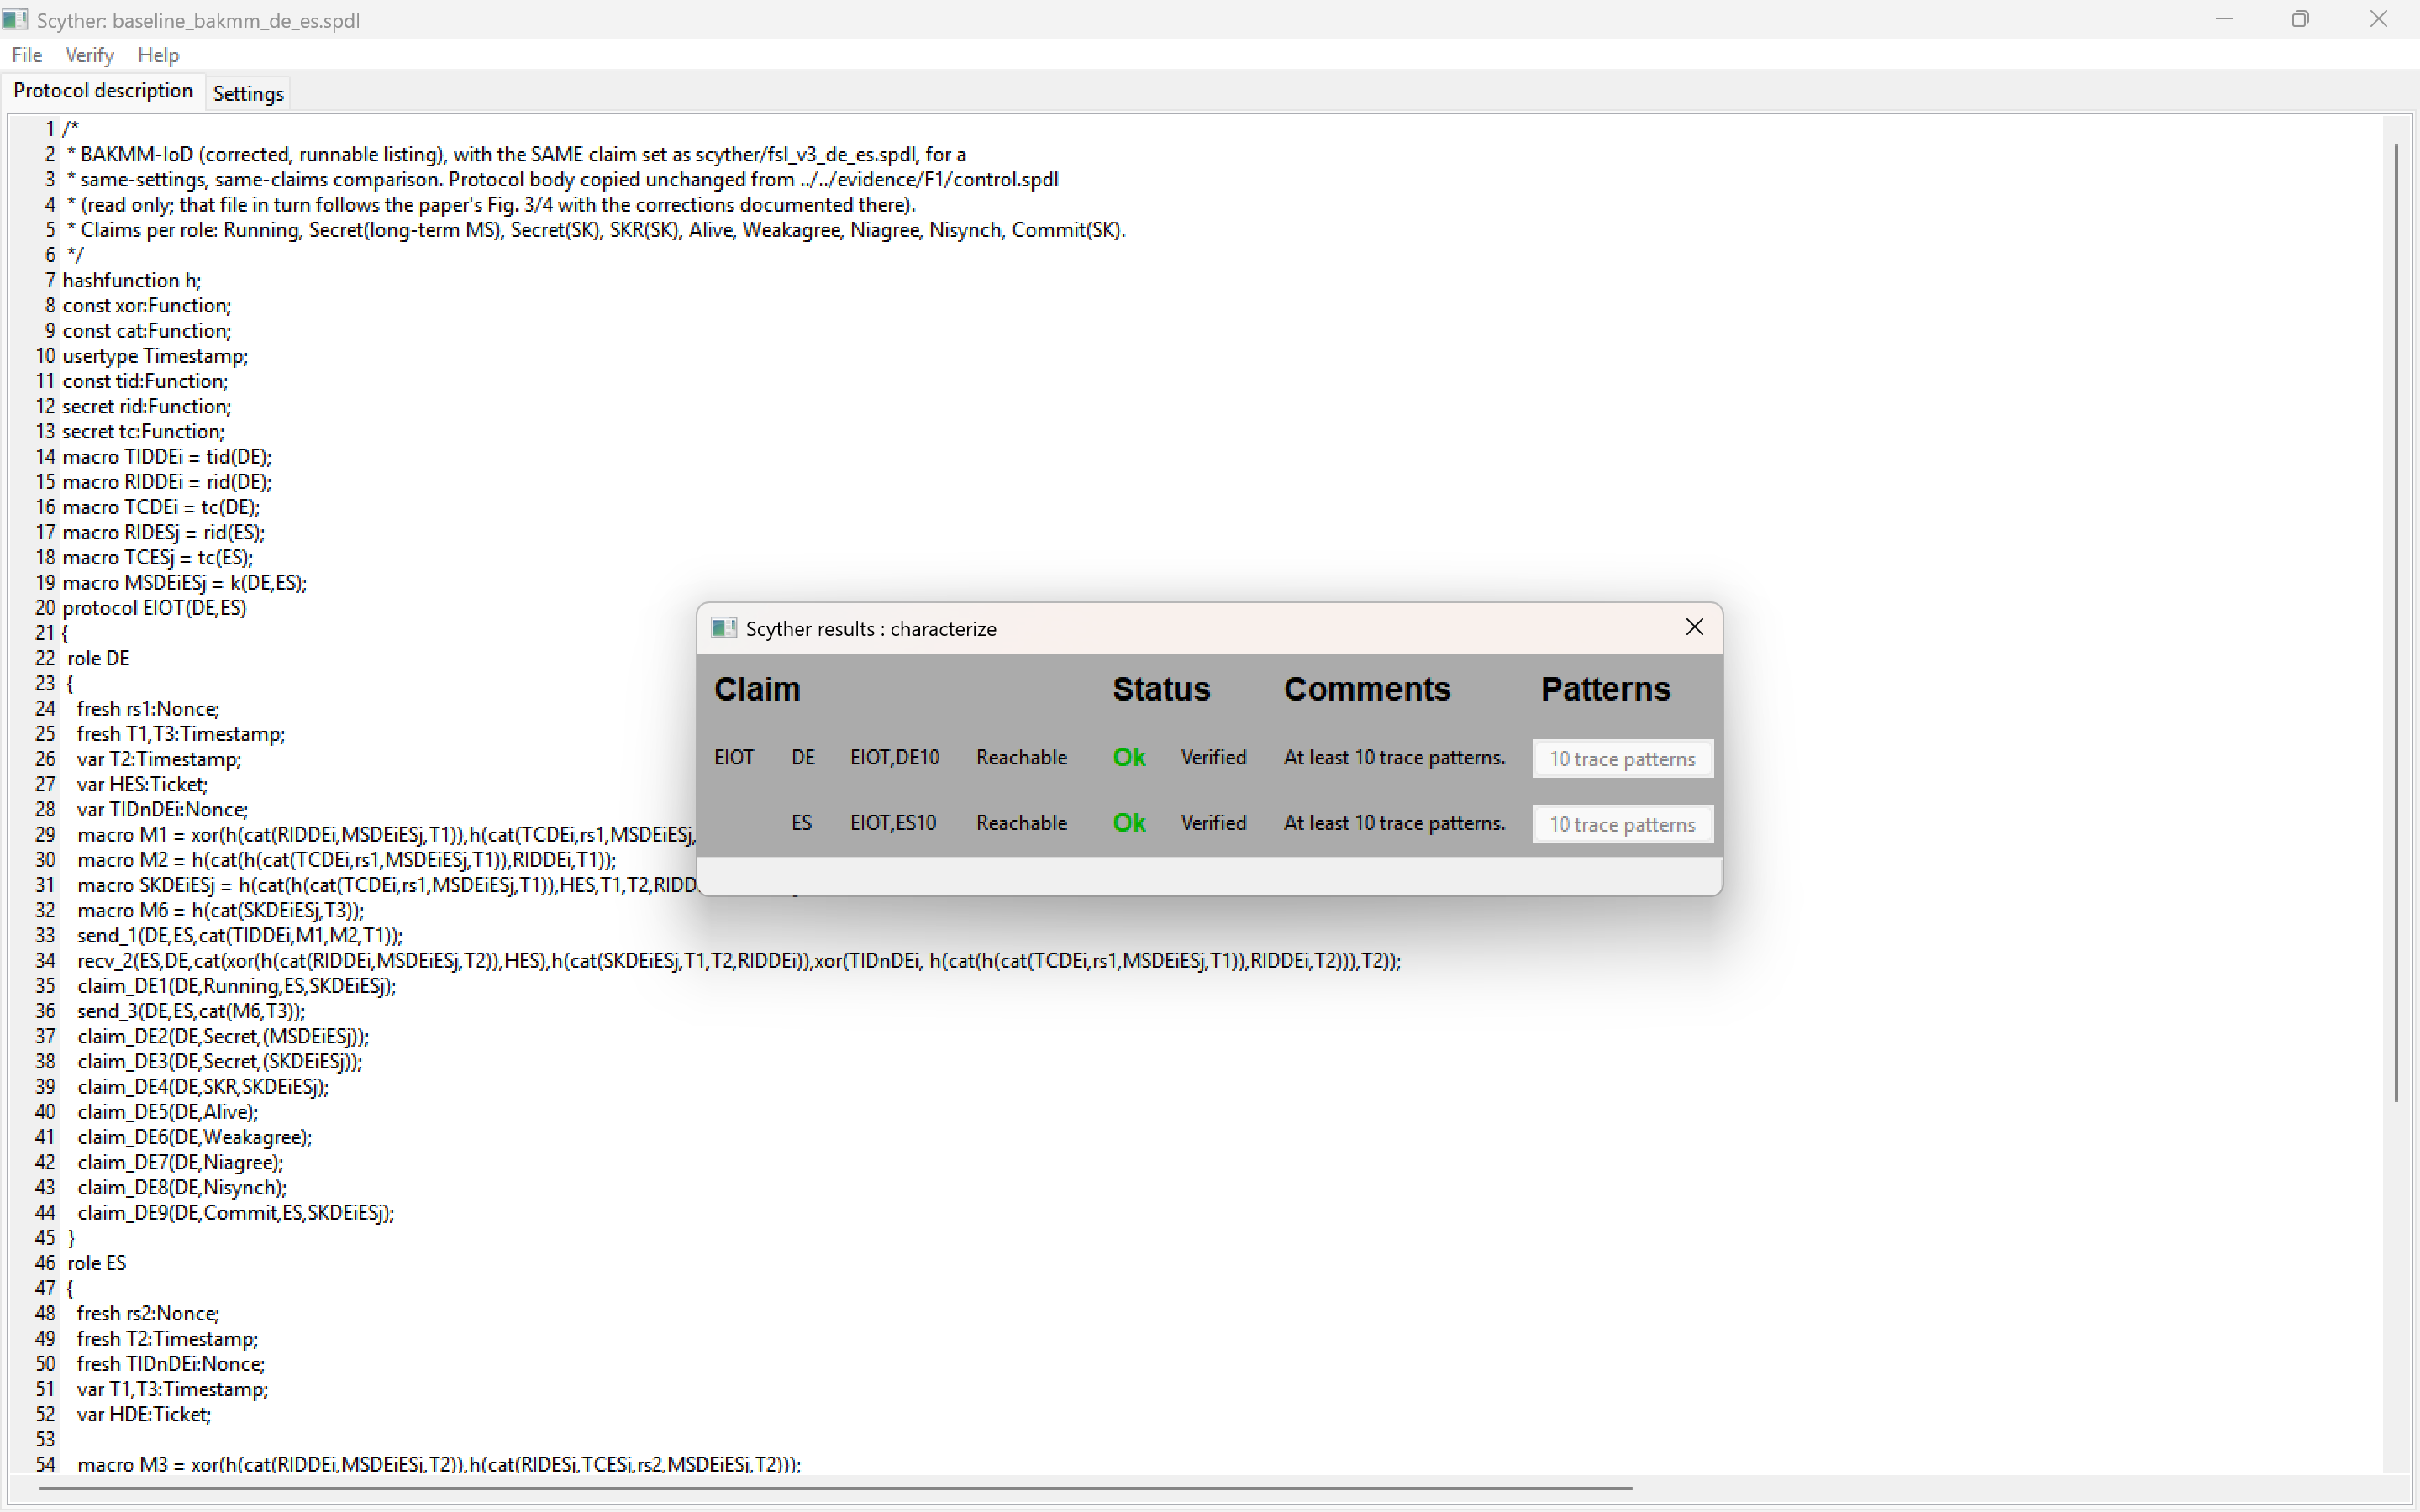 Scyther: baseline_bakmm_de_es.spdl
File Verify Help
Protocol description Settings
1 /*
2 * BAKMM-IoD (corrected, runnable listing), with the SAME claim set as scyther/fsl_v3_de_es.spdl, for a
3 * same-settings, same-claims comparison. Protocol body copied unchanged from ../../evidence/F1/control.spdl
4 * (read only; that file in turn follows the paper's Fig. 3/4 with the corrections documented there).
5 * Claims per role: Running, Secret(long-term MS), Secret(SK), SKR(SK), Alive, Weakagree, Niagree, Nisynch, Commit(SK).
6 */
7 hashfunction h;
8 const xor:Function;
9 const cat:Function;
10 usertype Timestamp;
11 const tid:Function;
12 secret rid:Function;
13 secret tc:Function;
14 macro TIDDEi = tid(DE);
15 macro RIDDEi = rid(DE);
16 macro TCDEi = tc(DE);
17 macro RIDESj = rid(ES);
18 macro TCESj = tc(ES);
19 macro MSDEiESj = k(DE,ES);
20 protocol EIOT(DE,ES)
21 {
22 role DE
23 {
24 fresh rs1:Nonce;
25 fresh T1,T3:Timestamp;
26 var T2:Timestamp;
27 var HES:Ticket;
28 var TIDnDEi:Nonce;
29 macro M1 = xor(h(cat(RIDDEi,MSDEiESj,T1)),h(cat(TCDEi,rs1,MSDEiESj,
30 macro M2 = h(cat(h(cat(TCDEi,rs1,MSDEiESj,T1)),RIDDEi,T1));
31 macro SKDEiESj = h(cat(h(cat(TCDEi,rs1,MSDEiESj,T1)),HES,T1,T2,RIDD
32 macro M6 = h(cat(SKDEiESj,T3));
33 send_1(DE,ES,cat(TIDDEi,M1,M2,T1));
34 recv_2(ES,DE,cat(xor(h(cat(RIDDEi,MSDEiESj,T2)),HES),h(cat(SKDEiESj,T1,T2,RIDDEi)),xor(TIDnDEi, h(cat(h(cat(TCDEi,rs1,MSDEiESj,T1)),RIDDEi,T2))),T2));
35 claim_DE1(DE,Running,ES,SKDEiESj);
36 send_3(DE,ES,cat(M6,T3));
37 claim_DE2(DE,Secret,(MSDEiESj));
38 claim_DE3(DE,Secret,(SKDEiESj));
39 claim_DE4(DE,SKR,SKDEiESj);
40 claim_DE5(DE,Alive);
41 claim_DE6(DE,Weakagree);
42 claim_DE7(DE,Niagree);
43 claim_DE8(DE,Nisynch);
44 claim_DE9(DE,Commit,ES,SKDEiESj);
45 }
46 role ES
47 {
48 fresh rs2:Nonce;
49 fresh T2:Timestamp;
50 fresh TIDnDEi:Nonce;
51 var T1,T3:Timestamp;
52 var HDE:Ticket;
53
54 macro M3 = xor(h(cat(RIDDEi,MSDEiESj,T2)),h(cat(RIDESj,TCESj,rs2,MSDEiESj,T2)));
Scyther results : characterize
Claim Status Comments Patterns
EIOT DE EIOT,DE10 Reachable Ok Verified At least 10 trace patterns. 10 trace patterns
ES EIOT,ES10 Reachable Ok Verified At least 10 trace patterns. 10 trace patterns